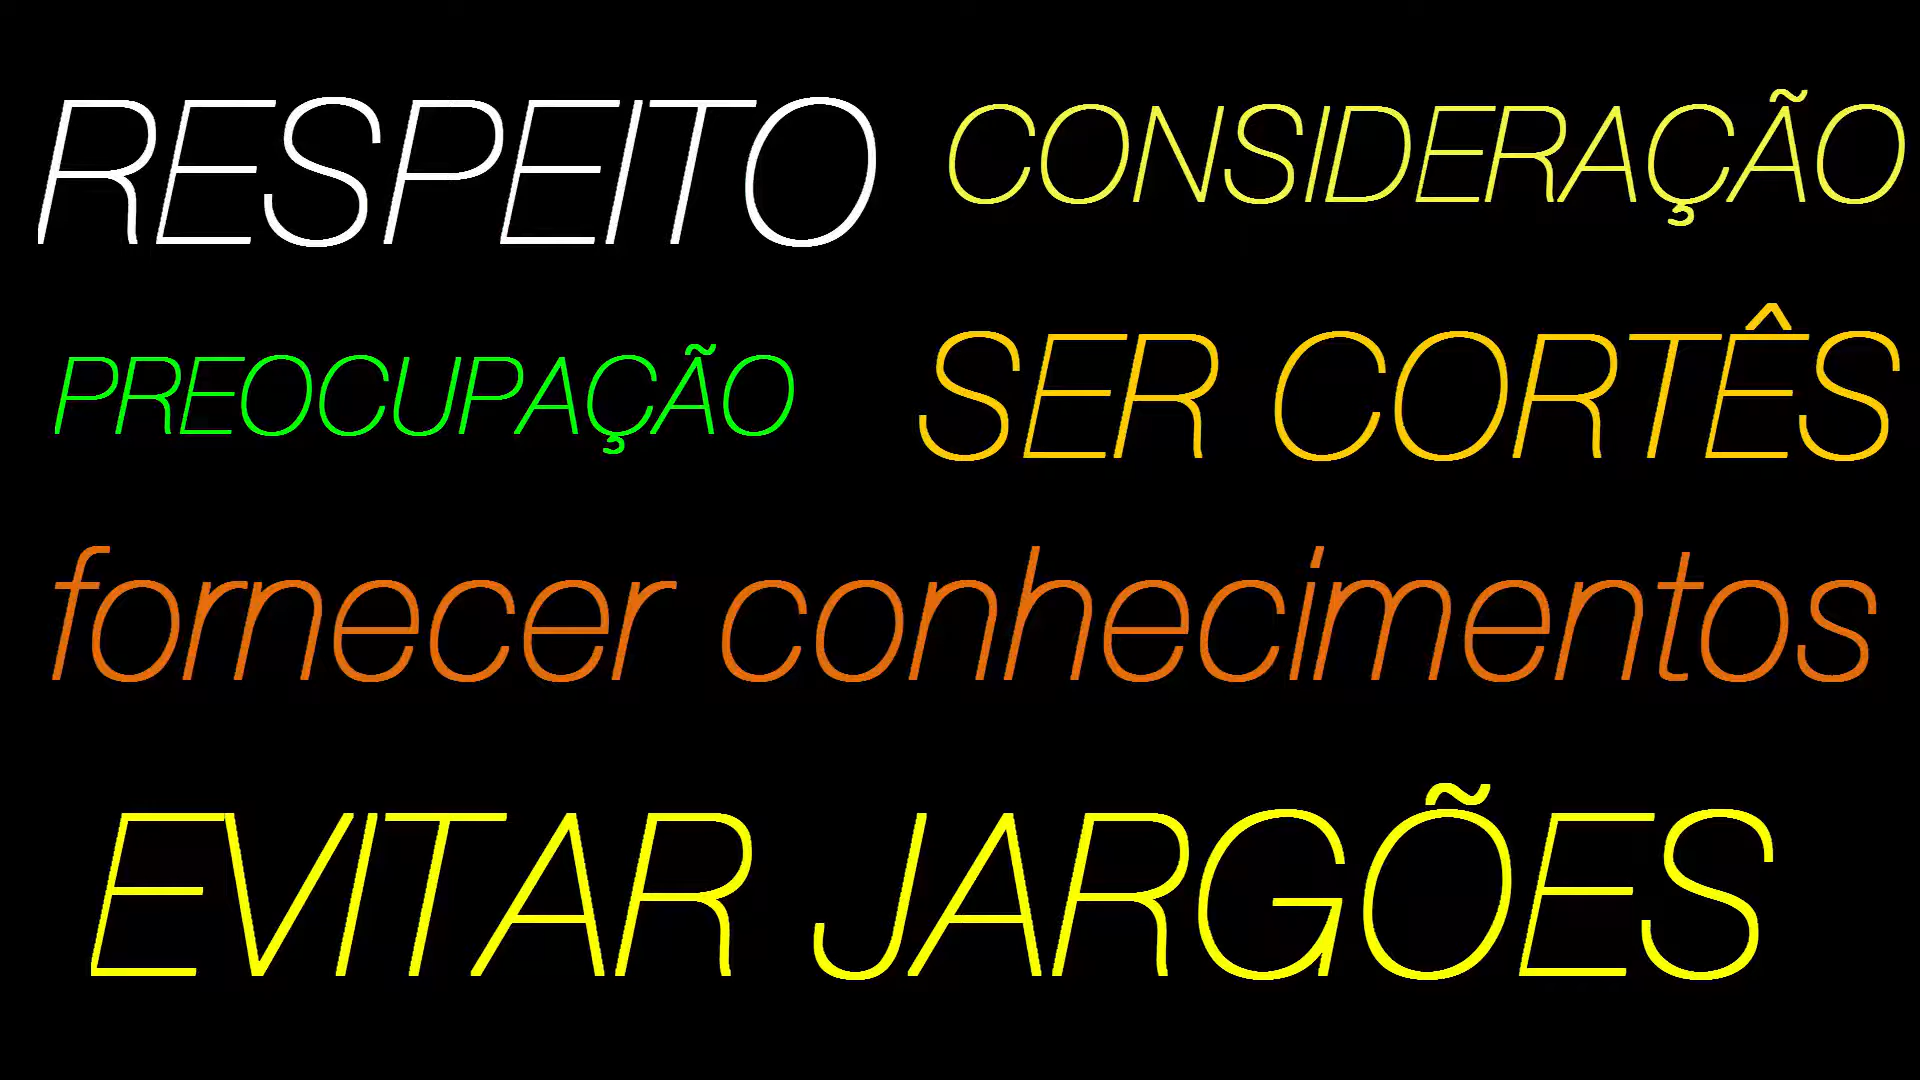 RESPEITO CONSIDERAÇÃO
PREOCUPAÇÃO SER CORTÊS
fornecer conhecimentos
EVITAR JARGÕES